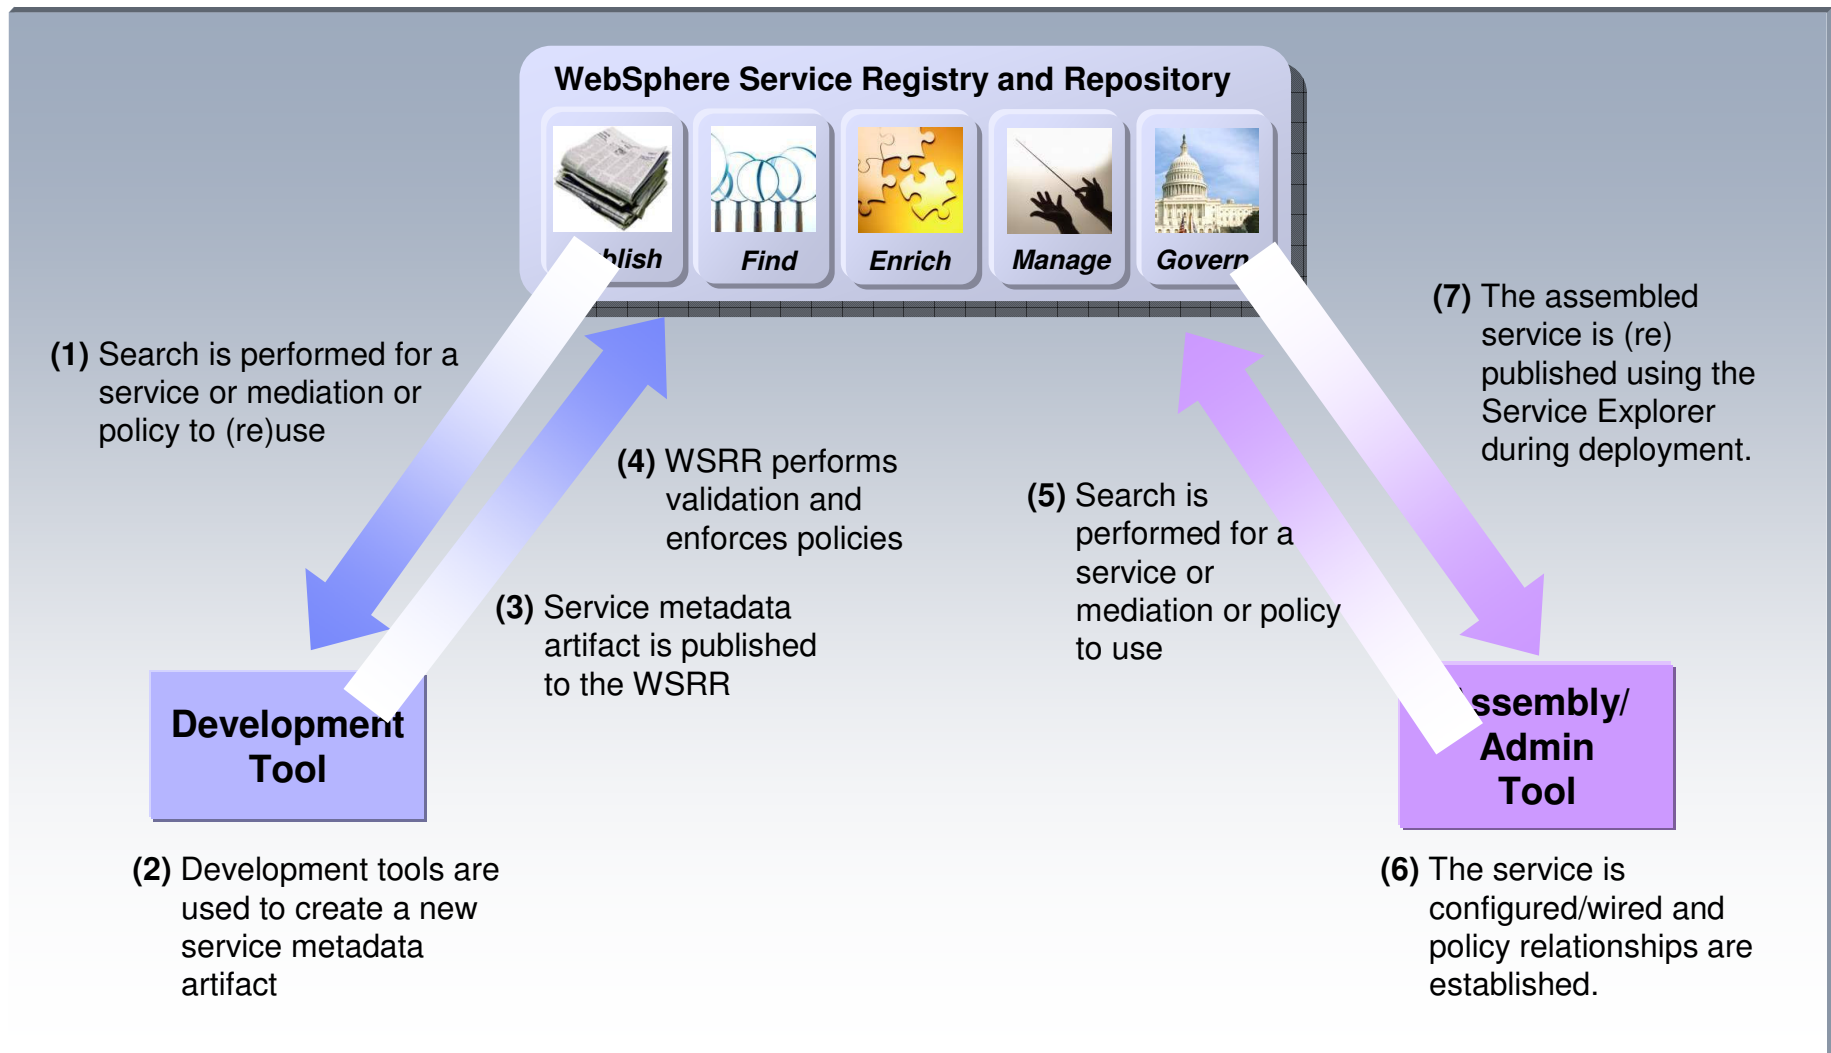 WebSphere Service Registry and Repository
Find
Enrich
Manage
Govern
(1) Search is performed for a
service or mediation or
policy to (re)use
(7) The assembled
service is (re)
published using the
Service Explorer
during deployment.
(4) WSRR performs
validation and
enforces policies
(5) Search is
performed for a
service or
mediation or policy
to use
(3) Service metadata
artifact is published
to the WSRR
Development
Tool
Admin
Tool
(2) Development tools are
used to create a new
service metadata
artifact
(6) The service is
configured/wired and
policy relationships are
established.